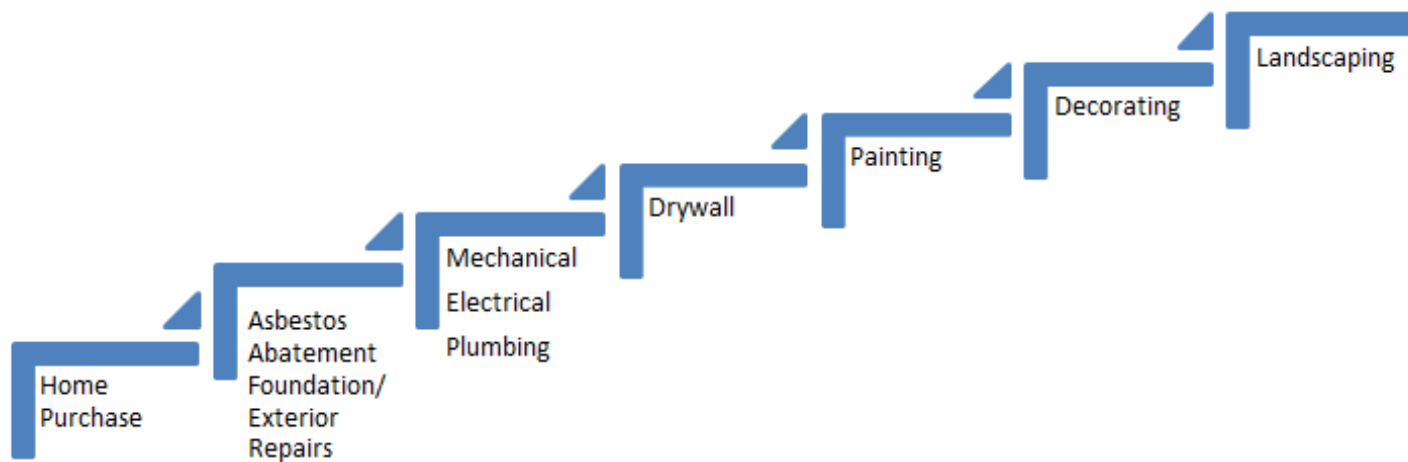 Home
Purchase
Asbestos
Abatement
Foundation/
Exterior
Repairs
Mechanical
Electrical
Plumbing
Drywall
Painting
Decorating
Landscaping